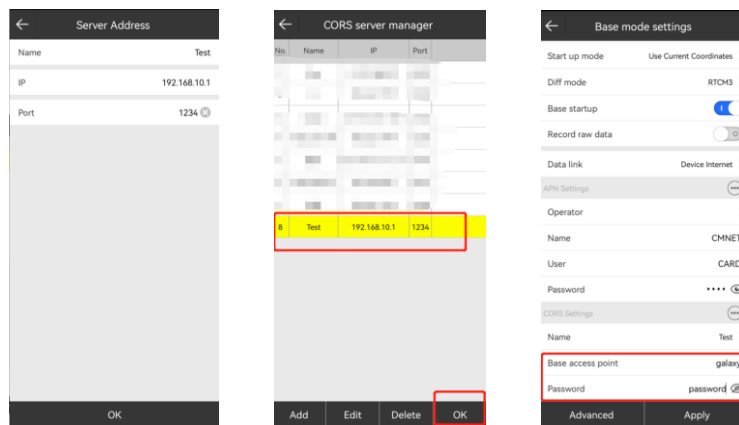 Server Address
Name Test
IP 192.168.10.1
Port 1234
OK
CORS server manager
No. Name IP Port
8 Test 192.168.10.1 1234
Add Edit Delete OK
Base mode settings
Start up mode Use Current Coordinates
Diff mode RTCM3
Base startup
Record raw data
Data link Device Internet
APN Settings
Operator
Name CMNET
User CARD
Password ••••
CORS Settings
Name Test
Base access point galaxy
Password password
Advanced Apply